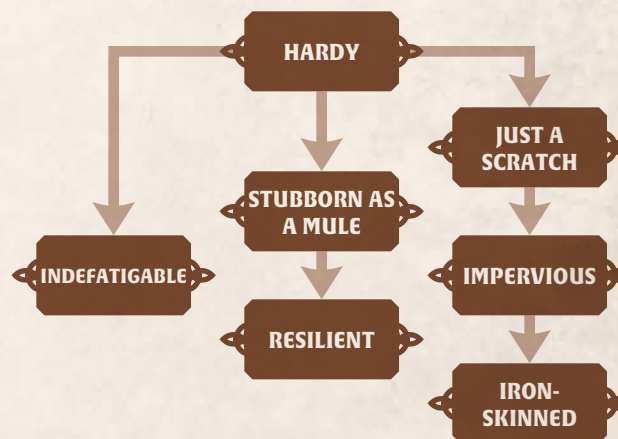 HARDY
JUST A
SCRATCH
STUBBORN AS
A MULE
INDEFATIGABLE
IMPERVIOUS
RESILIENT
IRON-
SKINNED